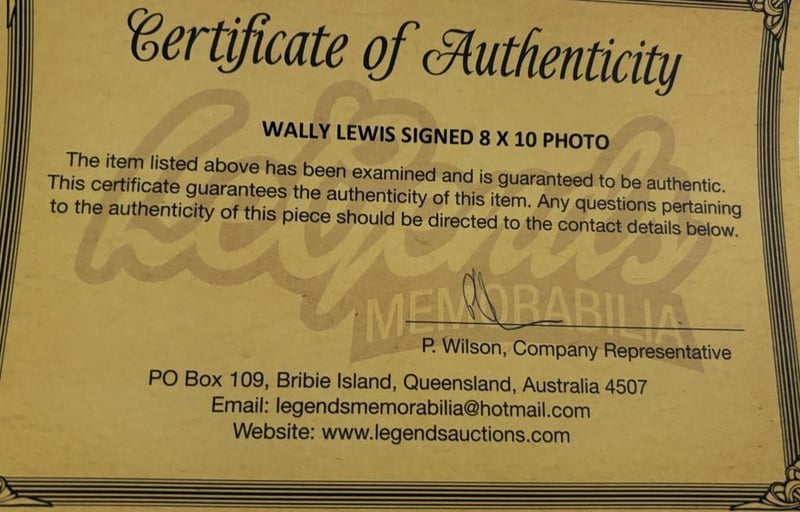 Certificate of Authenticity
WALLY LEWIS SIGNED 8 X 10 PHOTO
The item listed above has been examined and is guaranteed to be authentic.
This certificate guarantees the authenticity of this item. Any questions pertaining
to the authenticity of this piece should be directed to the contact details below.
Legends
MEMORABILIA
P. Wilson, Company Representative
PO Box 109, Bribie Island, Queensland, Australia 4507
Email: legendsmemorabilia@hotmail.com
Website: www.legendsauctions.com